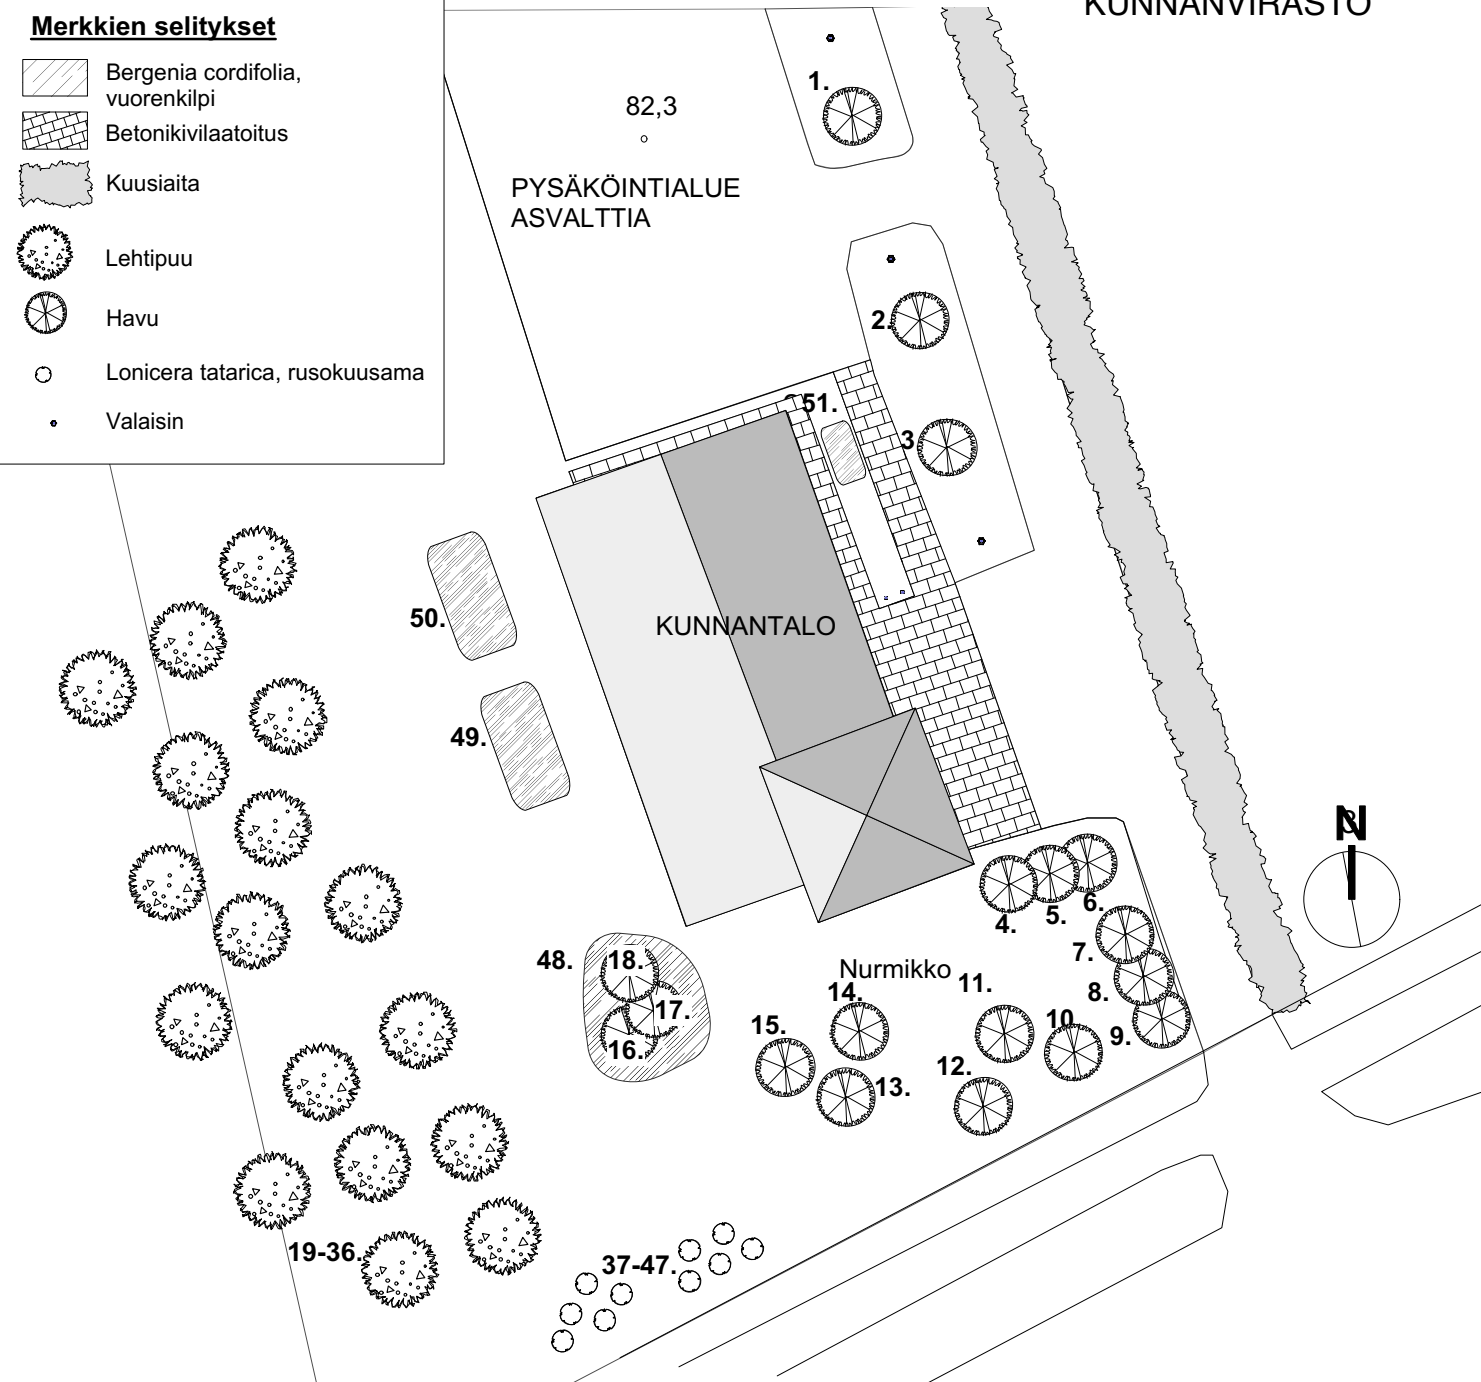 KUNNANVIRASTO
Merkkien selitykset
Bergenia cordifolia,
vuorenkilpi
Betonikivilaatoitus
Kuusiaita
Lehtipuu
Havu
Lonicera tatarica, rusokuusama
Valaisin
1.
82,3
PYSÄKÖINTIALUE
ASVALTTIA
2.
51.
3
50.
KUNNANTALO
49.
N
6.
5.
4.
7.
48.
18.
Nurmikko
11.
14.
8.
17.
15.
10.
9.
16.
12.
13.
19-36.
37-47.